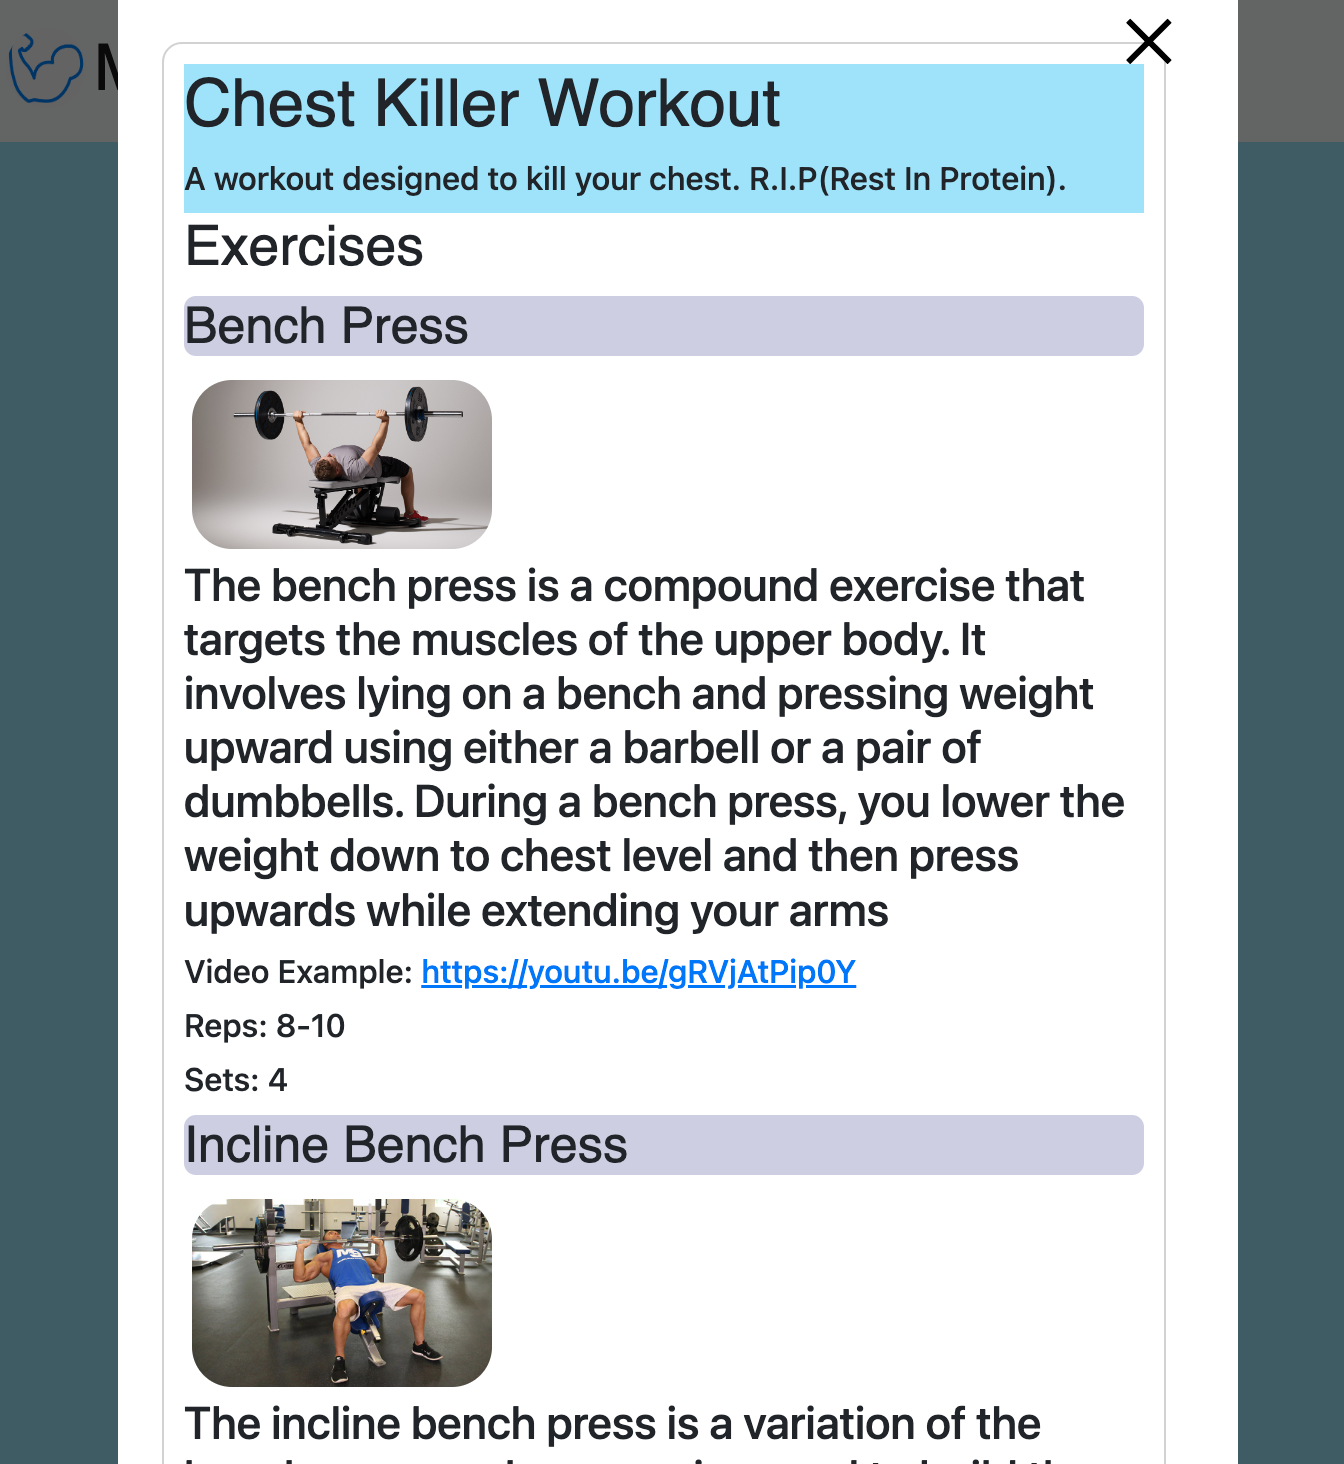 M
Chest Killer Workout
A workout designed to kill your chest. R.I.P(Rest In Protein).
Exercises
Bench Press
The bench press is a compound exercise that
targets the muscles of the upper body. It
involves lying on a bench and pressing weight
upward using either a barbell or a pair of
dumbbells. During a bench press, you lower the
weight down to chest level and then press
upwards while extending your arms
Video Example: https://youtu.be/gRVjAtPip0Y
Reps: 8-10
Sets: 4
Incline Bench Press
The incline bench press is a variation of the